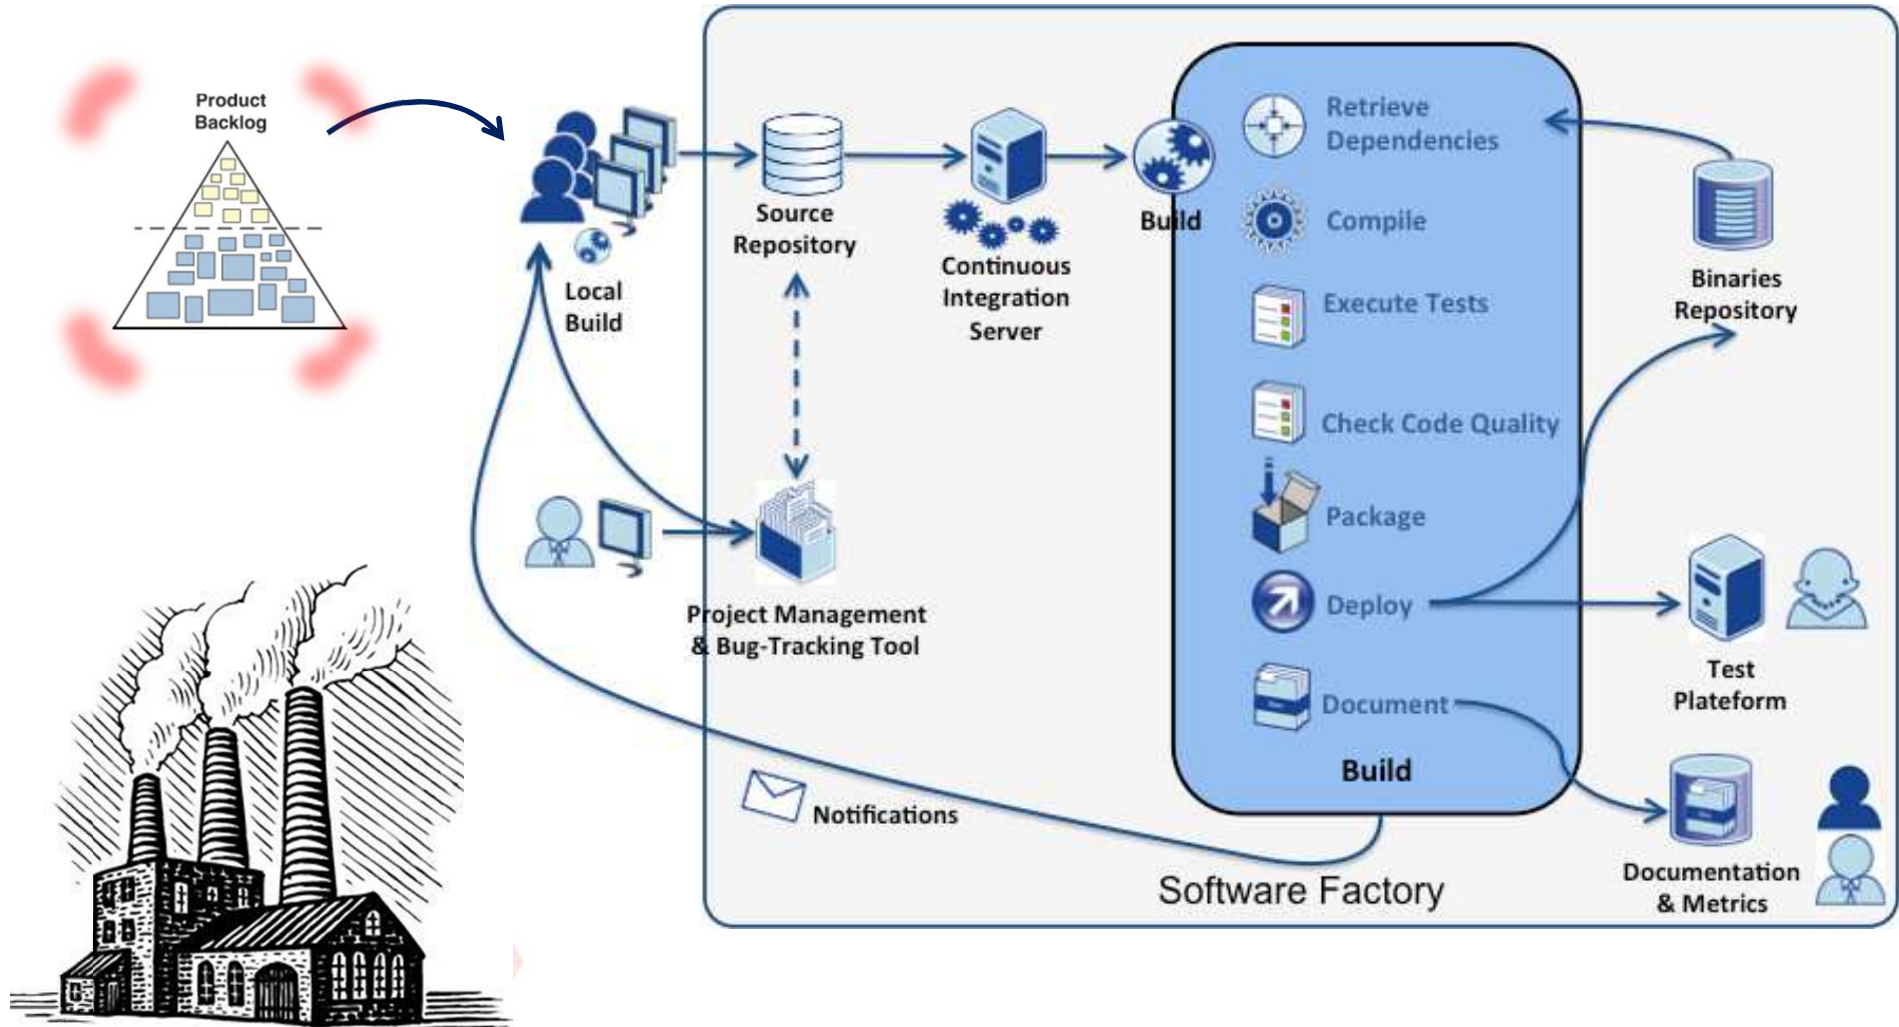 Product
Backlog
Local
Build
Source
Repository
Continuous
Integration
Server
Build
Retrieve
Dependencies
Compile
Execute Tests
Check Code Quality
Package
Deploy
Document
Build
Binaries
Repository
Project Management
& Bug-Tracking Tool
Test
Plateform
Notifications
Documentation
& Metrics
Software Factory